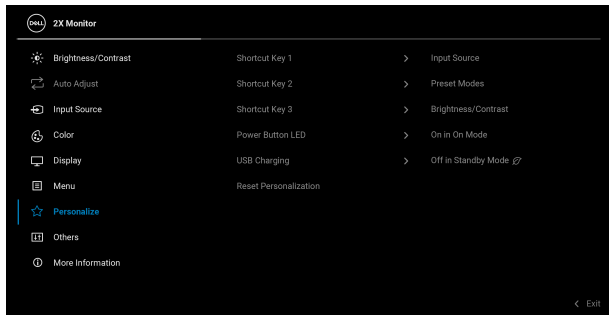 DELL 2X Monitor
Brightness/Contrast Shortcut Key 1 > Input Source
Auto Adjust Shortcut Key 2 > Preset Modes
Input Source Shortcut Key 3 > Brightness/Contrast
Color Power Button LED > On in On Mode
Display USB Charging > Off in Standby Mode
Menu Reset Personalization
Personalize
Others
More Information
< Exit